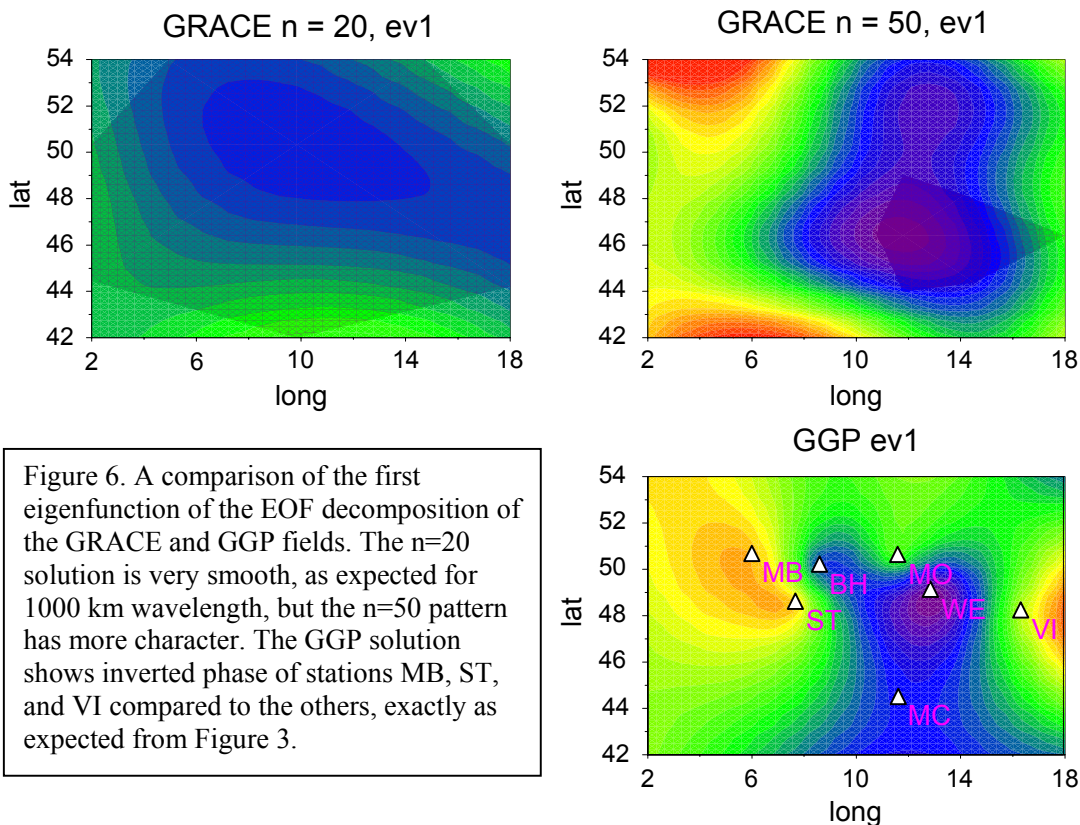 GRACE n = 20, ev1
54
52
50
48
46
44
42
lat
2
6
10
14
18
long
GRACE n = 50, ev1
54
52
50
48
46
44
42
lat
2
6
10
14
18
long
Figure 6. A comparison of the first
eigenfunction of the EOF decomposition of
the GRACE and GGP fields. The n=20
solution is very smooth, as expected for
1000 km wavelength, but the n=50 pattern
has more character. The GGP solution
shows inverted phase of stations MB, ST,
and VI compared to the others, exactly as
expected from Figure 3.
GGP ev1
54
52
50
48
46
44
42
lat
MB
BH
MO
ST
WE
VI
MC
2
6
10
14
18
long